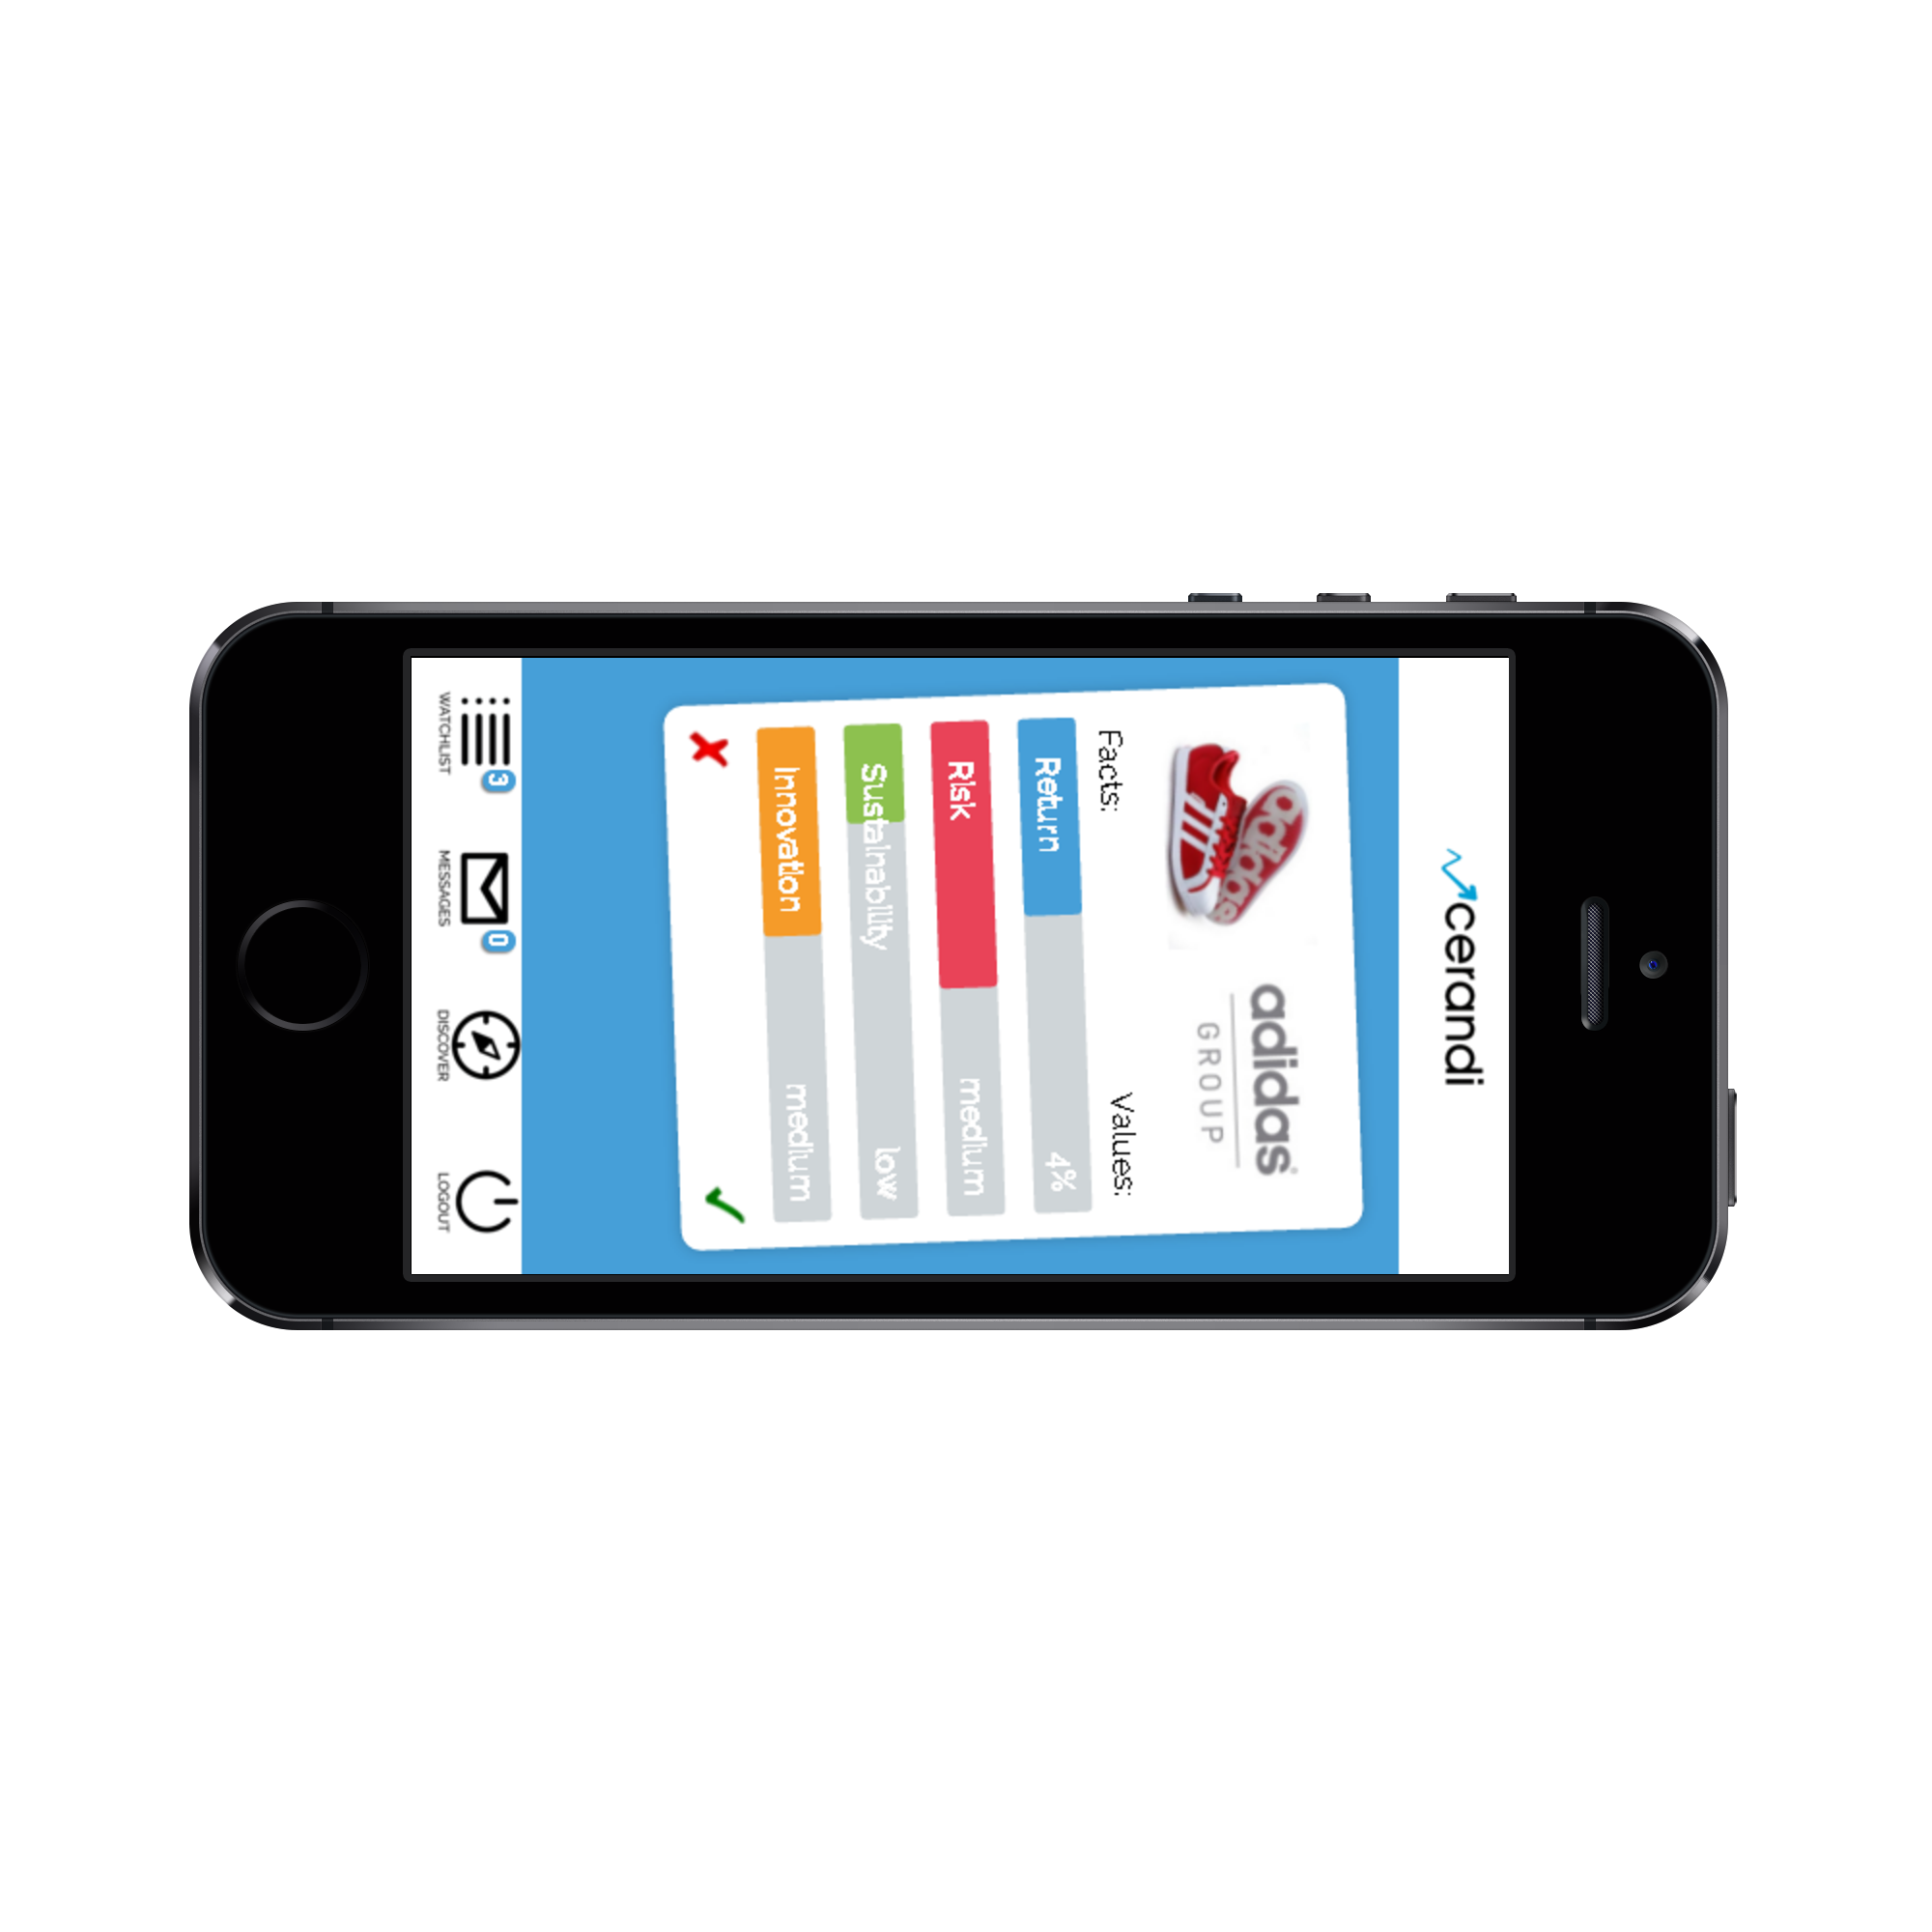 cerandi
adidas
adidas
GROUP
Facts: Values:
Return 4%
Risk medium
Sustainability low
Innovation medium
3 0
WATCHLIST MESSAGES DISCOVER LOGOUT